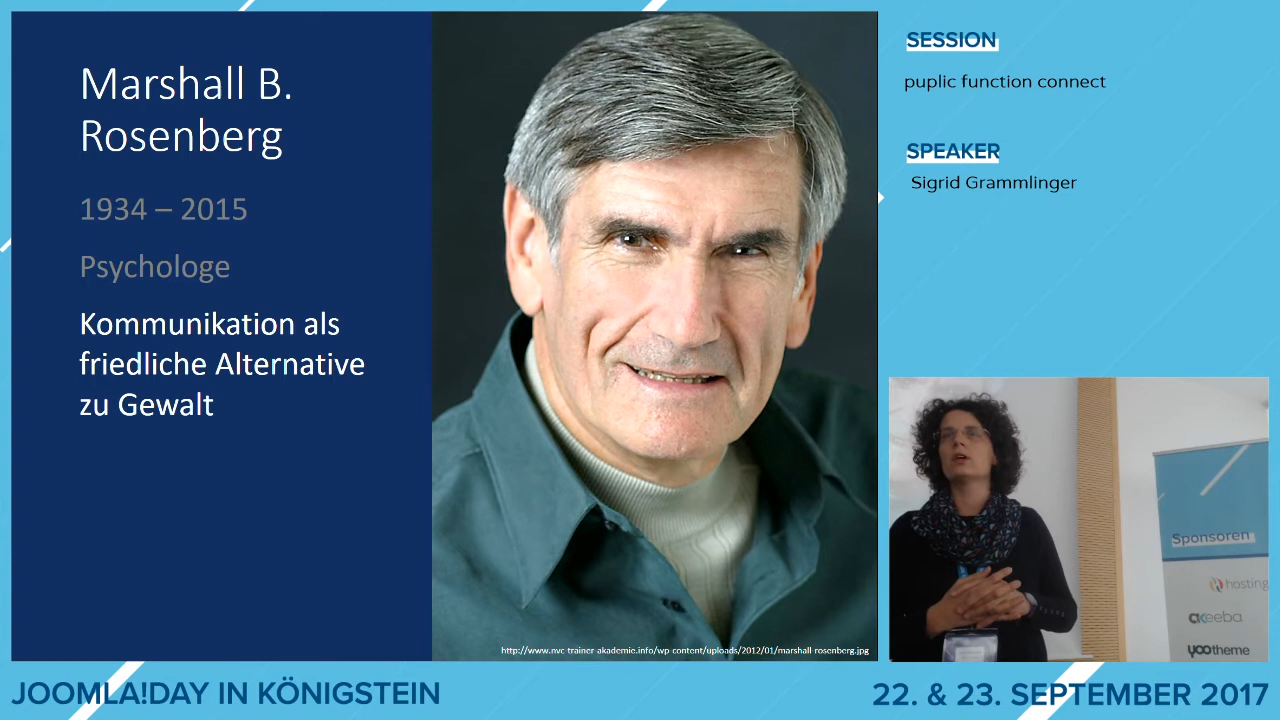 Marshall B.
Rosenberg
1934 – 2015
Psychologe
Kommunikation als
friedliche Alternative
zu Gewalt
http://www.nvc-trainer-akademie.info/wp-content/uploads/2012/01/marshall-rosenberg.jpg
SESSION
puplic function connect
SPEAKER
Sigrid Grammlinger
Sponsoren
hosting
akeeba
yootheme
JOOMLA!DAY IN KÖNIGSTEIN
22. & 23. SEPTEMBER 2017